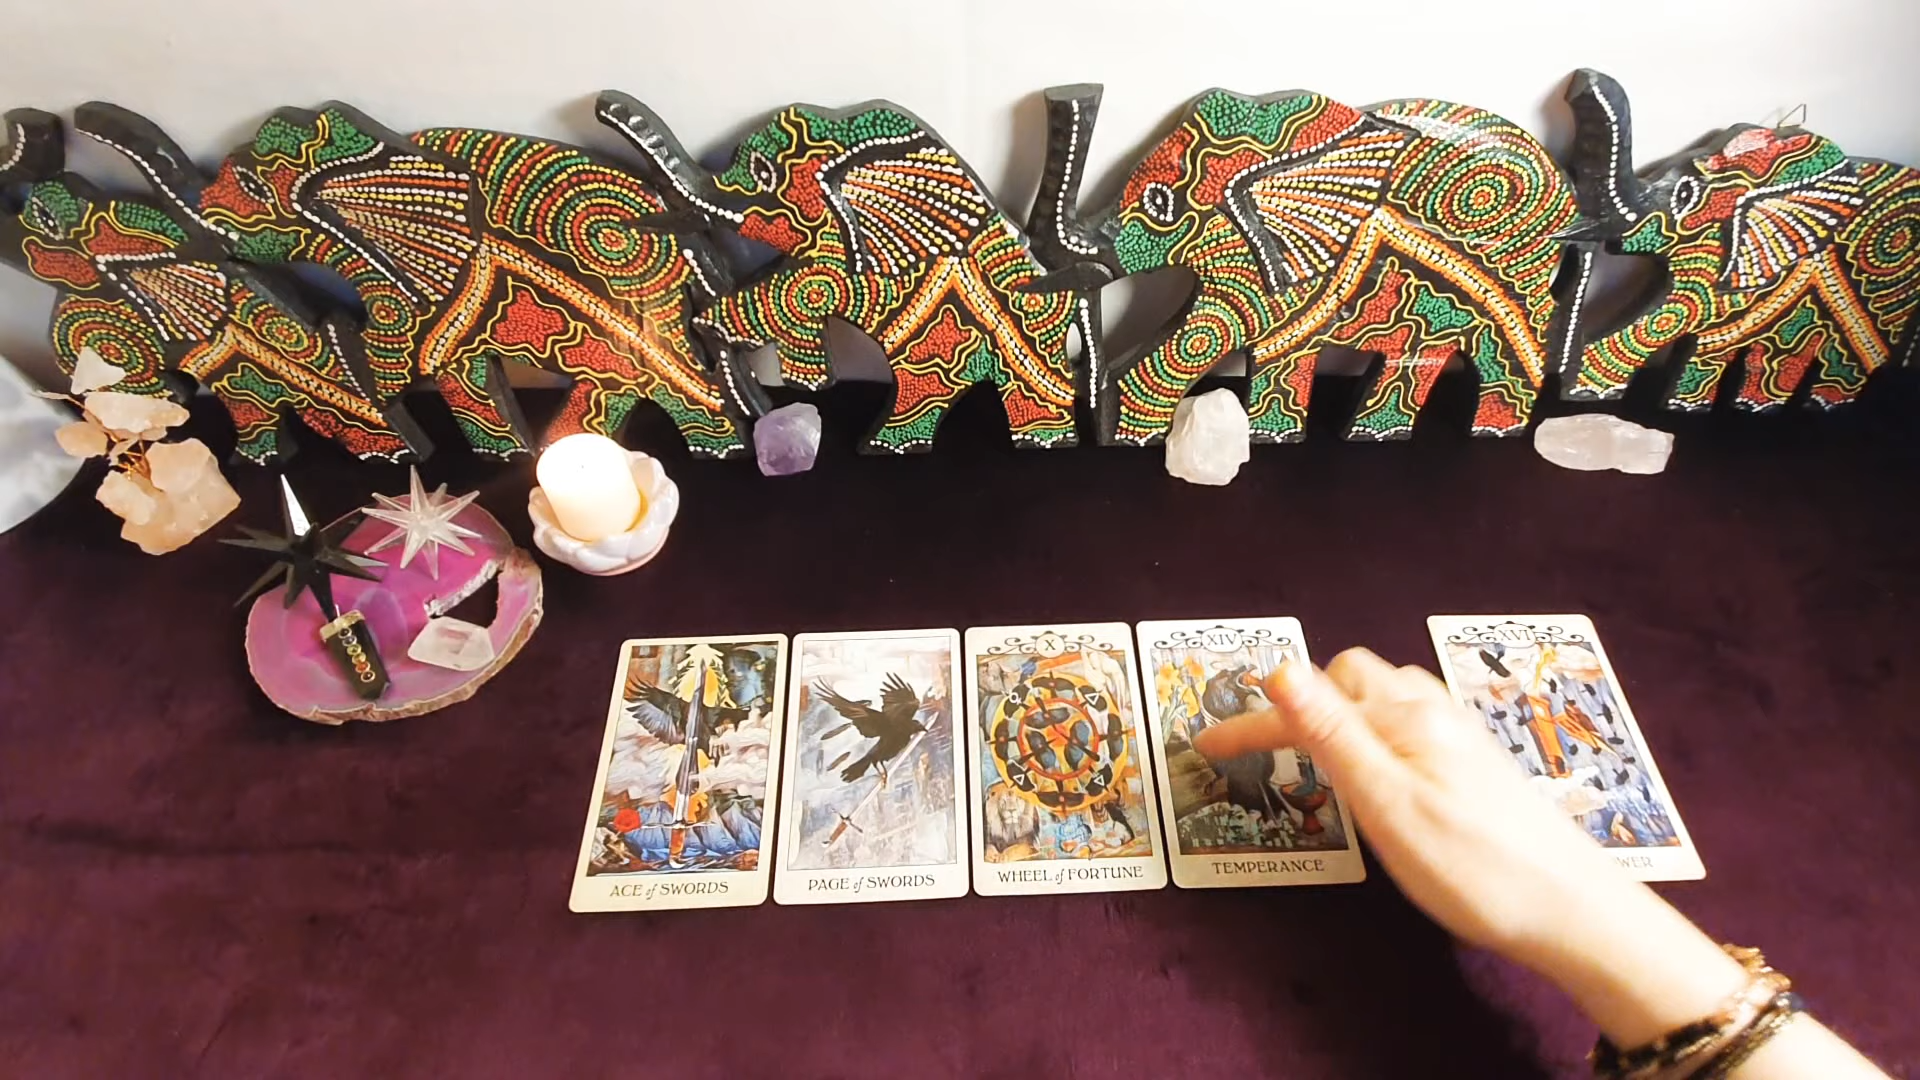 X
XIV
XVI
ACE of SWORDS
PAGE of SWORDS
WHEEL of FORTUNE
TEMPERANCE